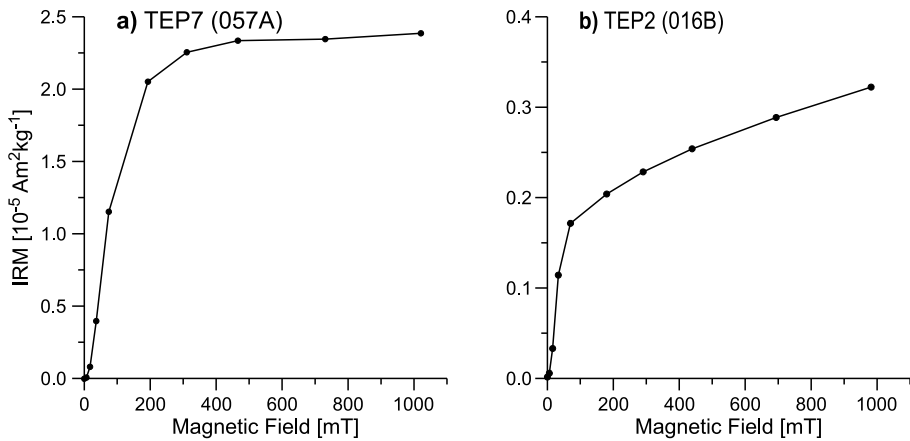 a) TEP7 (057A)
IRM [10⁻⁵ Am²kg⁻¹]
2.5
2.0
1.5
1.0
0.5
0.0
0 200 400 600 800 1000
Magnetic Field [mT]
b) TEP2 (016B)
0.4
0.3
0.2
0.1
0.0
0 200 400 600 800 1000
Magnetic Field [mT]